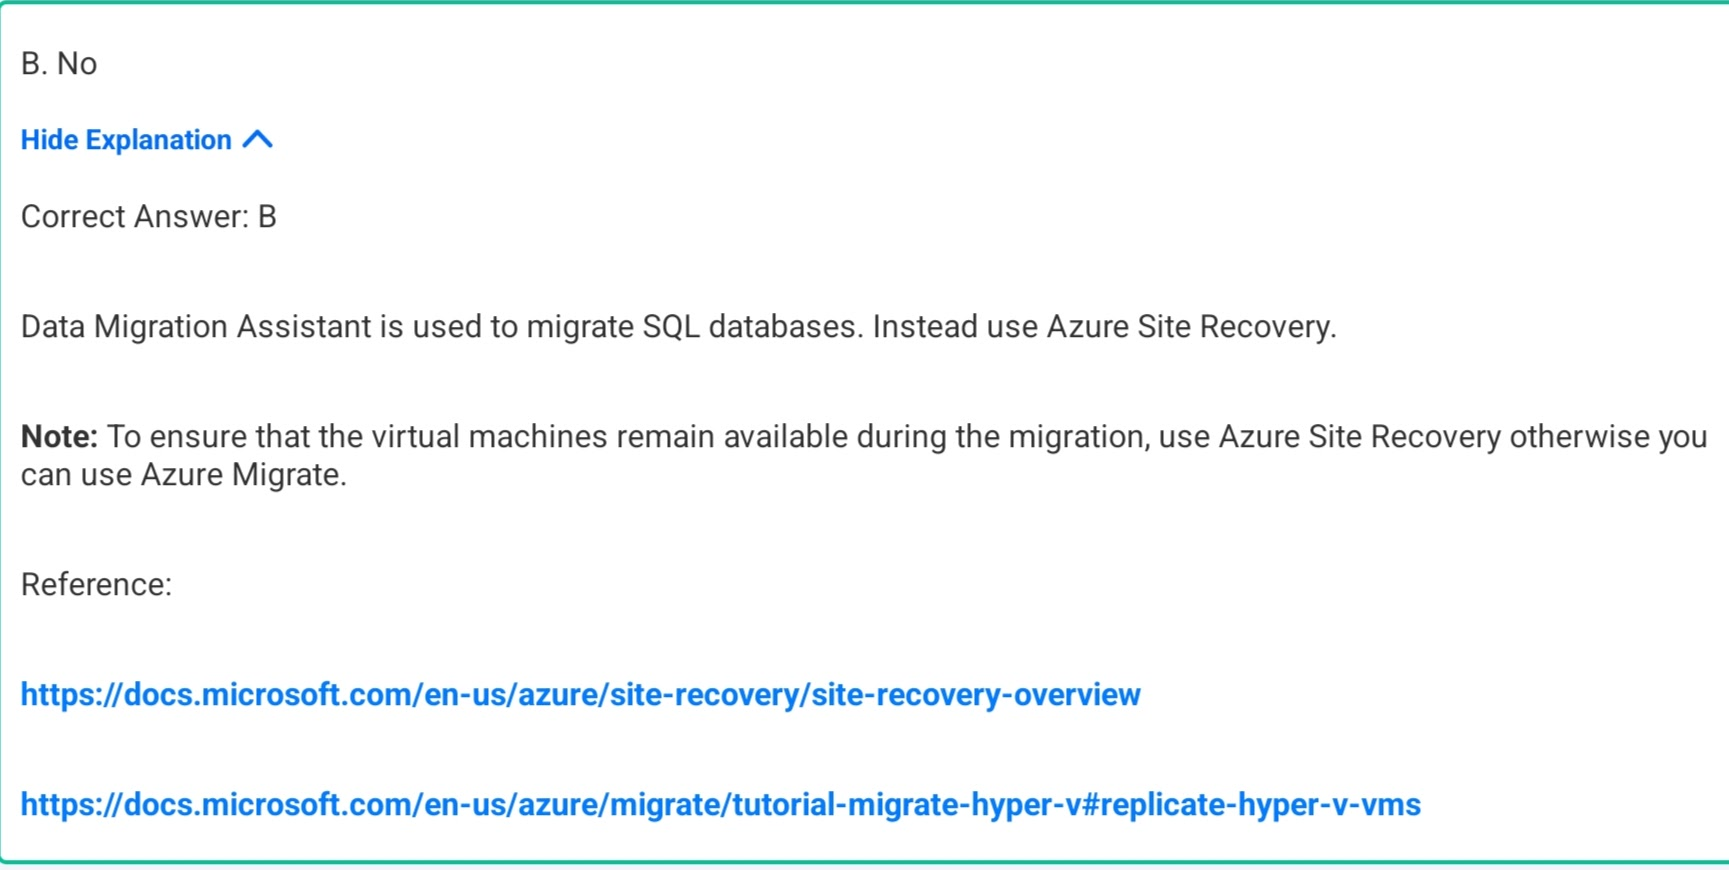 B. No
Hide Explanation
Correct Answer: B
Data Migration Assistant is used to migrate SQL databases. Instead use Azure Site Recovery.
Note: To ensure that the virtual machines remain available during the migration, use Azure Site Recovery otherwise you
can use Azure Migrate.
Reference:
https://docs.microsoft.com/en-us/azure/site-recovery/site-recovery-overview
https://docs.microsoft.com/en-us/azure/migrate/tutorial-migrate-hyper-v#replicate-hyper-v-vms